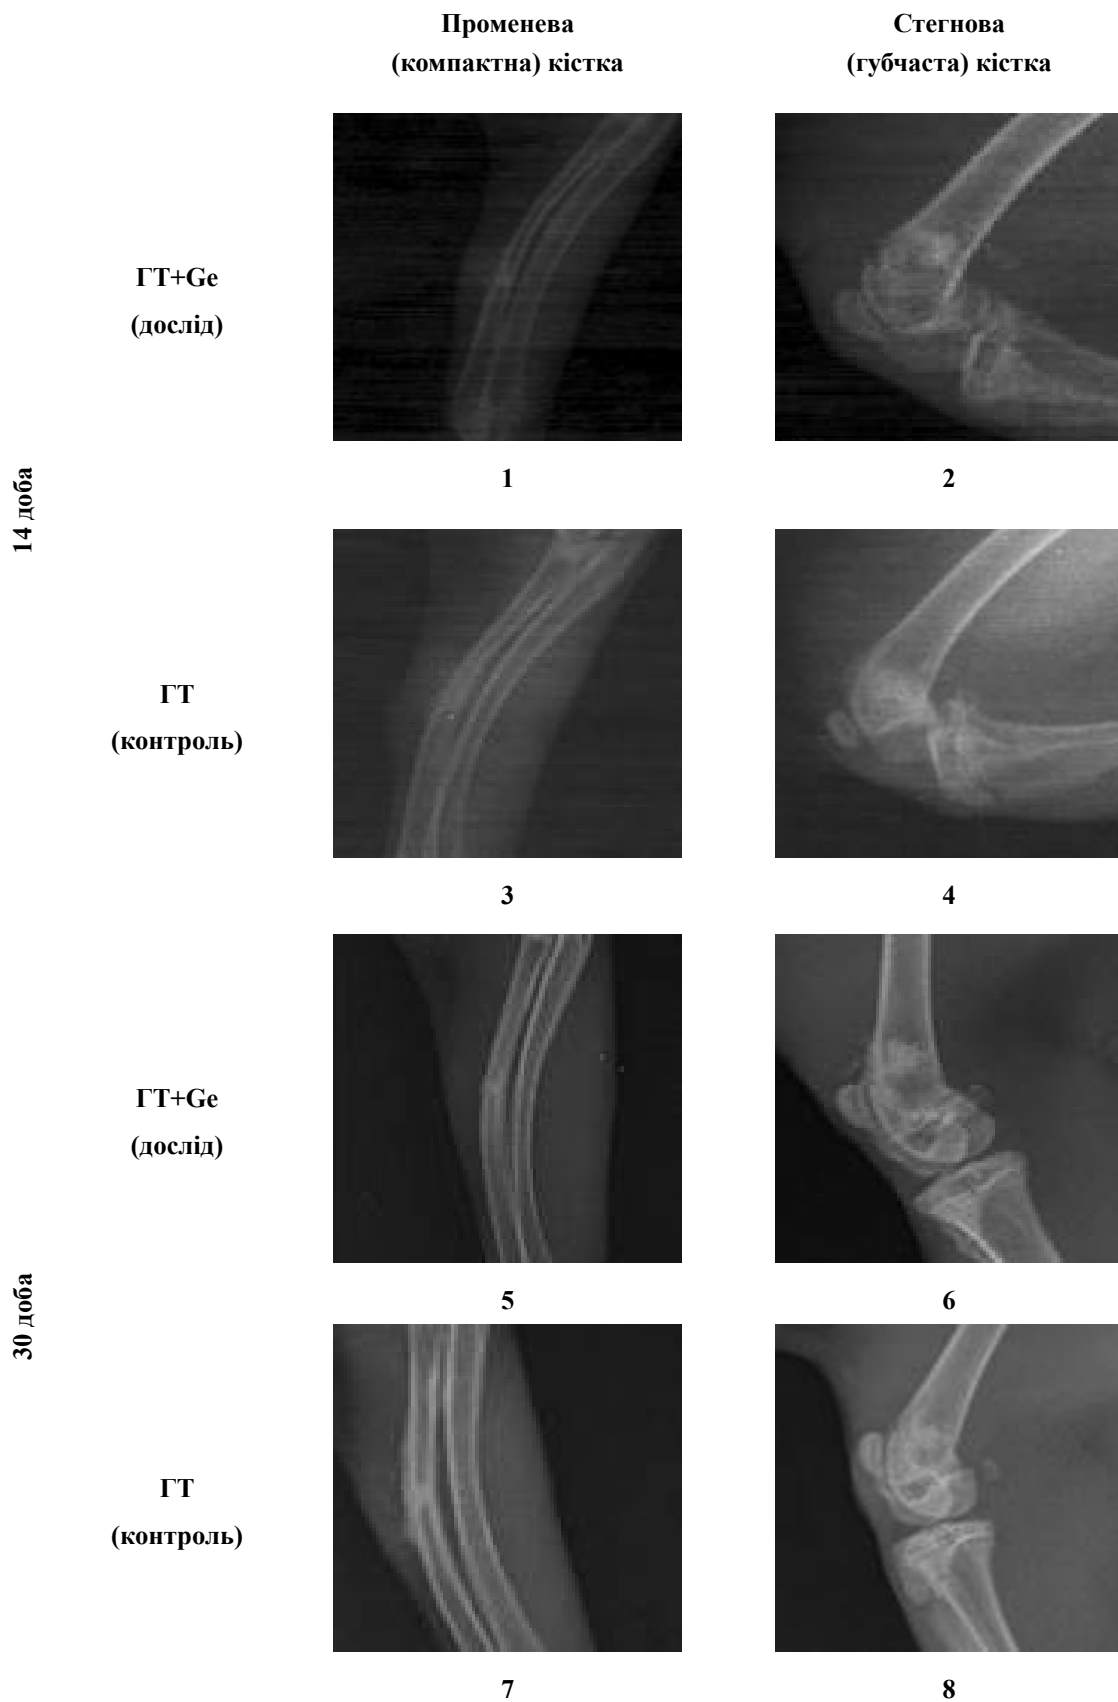 Променева
(компактна) кістка
Стегнова
(губчаста) кістка
14 доба
ГТ+Ge
(дослід)
1
2
ГТ
(контроль)
3
4
30 доба
ГТ+Ge
(дослід)
5
6
ГТ
(контроль)
7
8